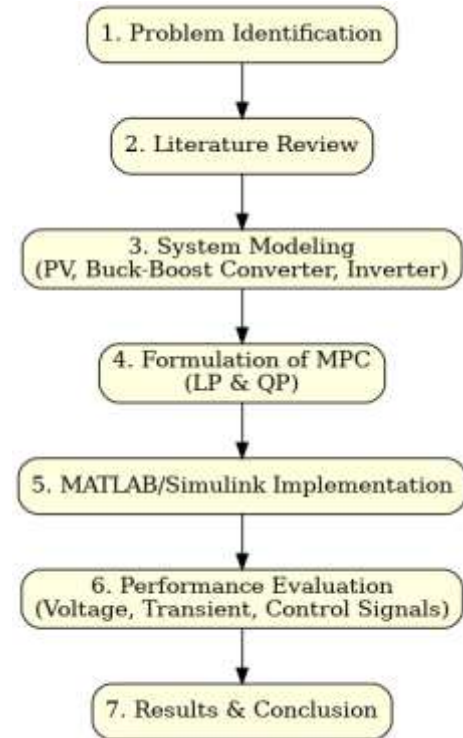 1. Problem Identification
2. Literature Review
3. System Modeling
(PV, Buck-Boost Converter, Inverter)
4. Formulation of MPC
(LP & QP)
5. MATLAB/Simulink Implementation
6. Performance Evaluation
(Voltage, Transient, Control Signals)
7. Results & Conclusion